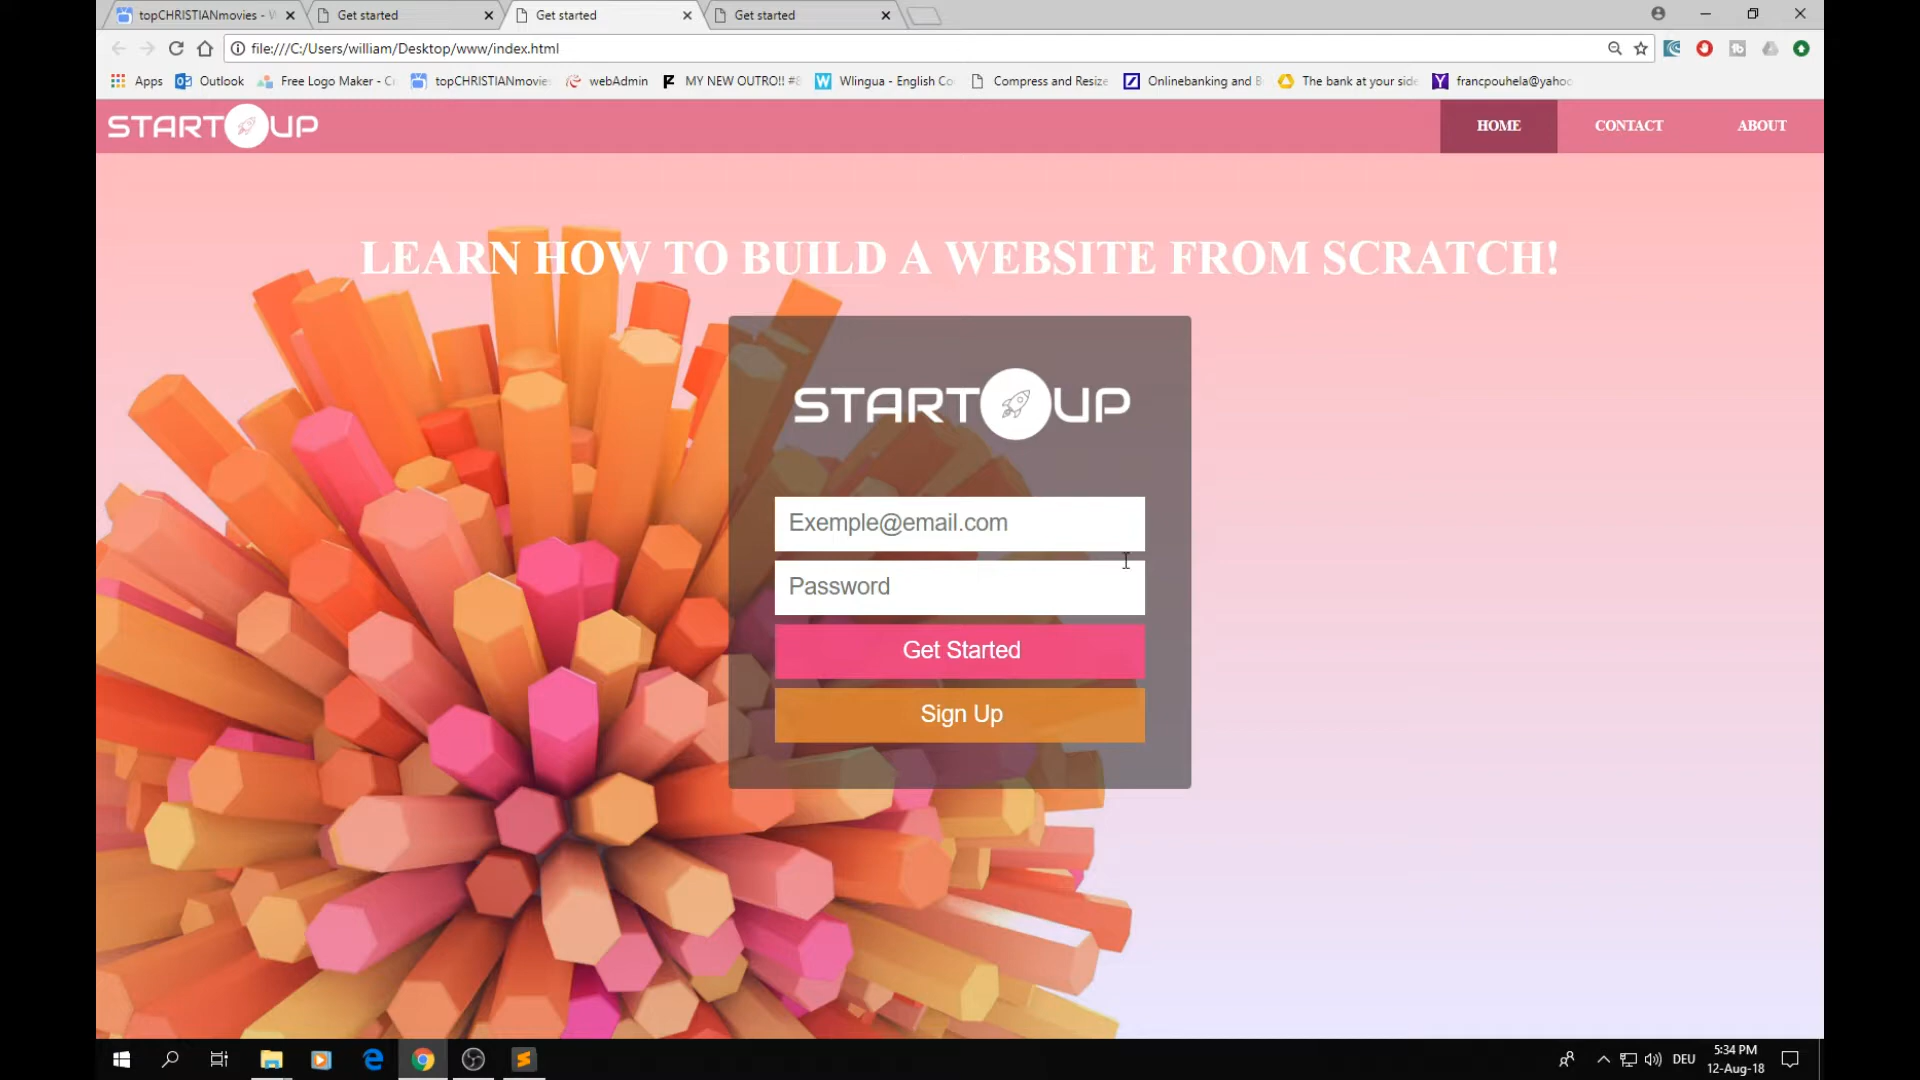 topCHRISTIANmovies -
Get started
Get started
Get started
file:///C:/Users/william/Desktop/www/index.html
Apps
Outlook
Free Logo Maker -
topCHRISTIANmovie
webAdmin
MY NEW OUTRO!! #8
Wlingua - English Co
Compress and Resize
Onlinebanking and B
The bank at your side
francpouhela@yahoo
START UP
HOME
CONTACT
ABOUT
LEARN HOW TO BUILD A WEBSITE FROM SCRATCH!
START UP
Exemple@email.com
Password
Get Started
Sign Up
DEU
5:34 PM
12-Aug-18